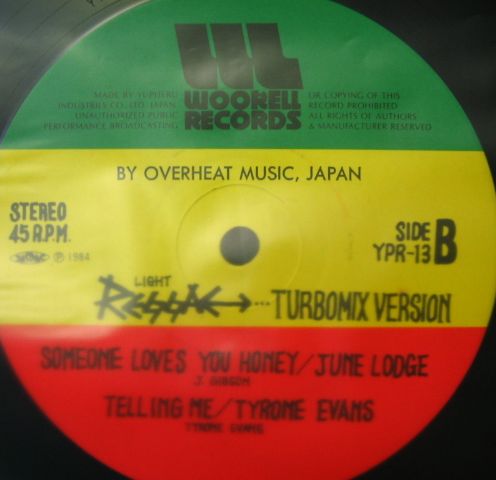 WOORELL
RECORDS
MADE BY YUPITERU
INDUSTRIES CO., LTD. JAPAN.
UNAUTHORIZED PUBLIC
PERFORMANCE BROADCASTING
OR COPYING OF THIS
RECORD PROHIBITED
ALL RIGHTS OF AUTHORS
& MANUFACTURER RESERVED
BY OVERHEAT MUSIC, JAPAN
STEREO
45 R.P.M.
Ⓟ 1984
SIDE B
YPR-13
LIGHT
REGGAE TURBOMIX VERSION
SOMEONE LOVES YOU HONEY/JUNE LODGE
J. GIBSON
TELLING ME/TYRONE EVANS
TYRONE EVANS